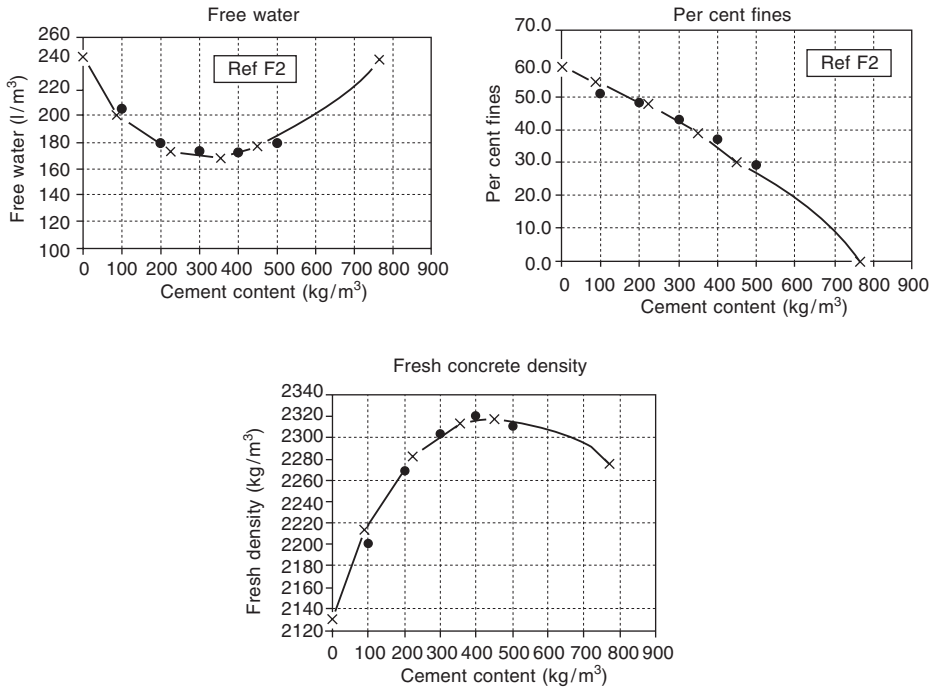 Free water
260
240
220
200
180
160
140
120
100
Free water (l/m³)
Ref F2
0 100 200 300 400 500 600 700 800 900
Cement content (kg/m³)
Per cent fines
70.0
60.0
50.0
40.0
30.0
20.0
10.0
0.0
Per cent fines
Ref F2
0 100 200 300 400 500 600 700 800 900
Cement content (kg/m³)
Fresh concrete density
2340
2320
2300
2280
2260
2240
2220
2200
2180
2160
2140
2120
Fresh density (kg/m³)
0 100 200 300 400 500 600 700 800 900
Cement content (kg/m³)